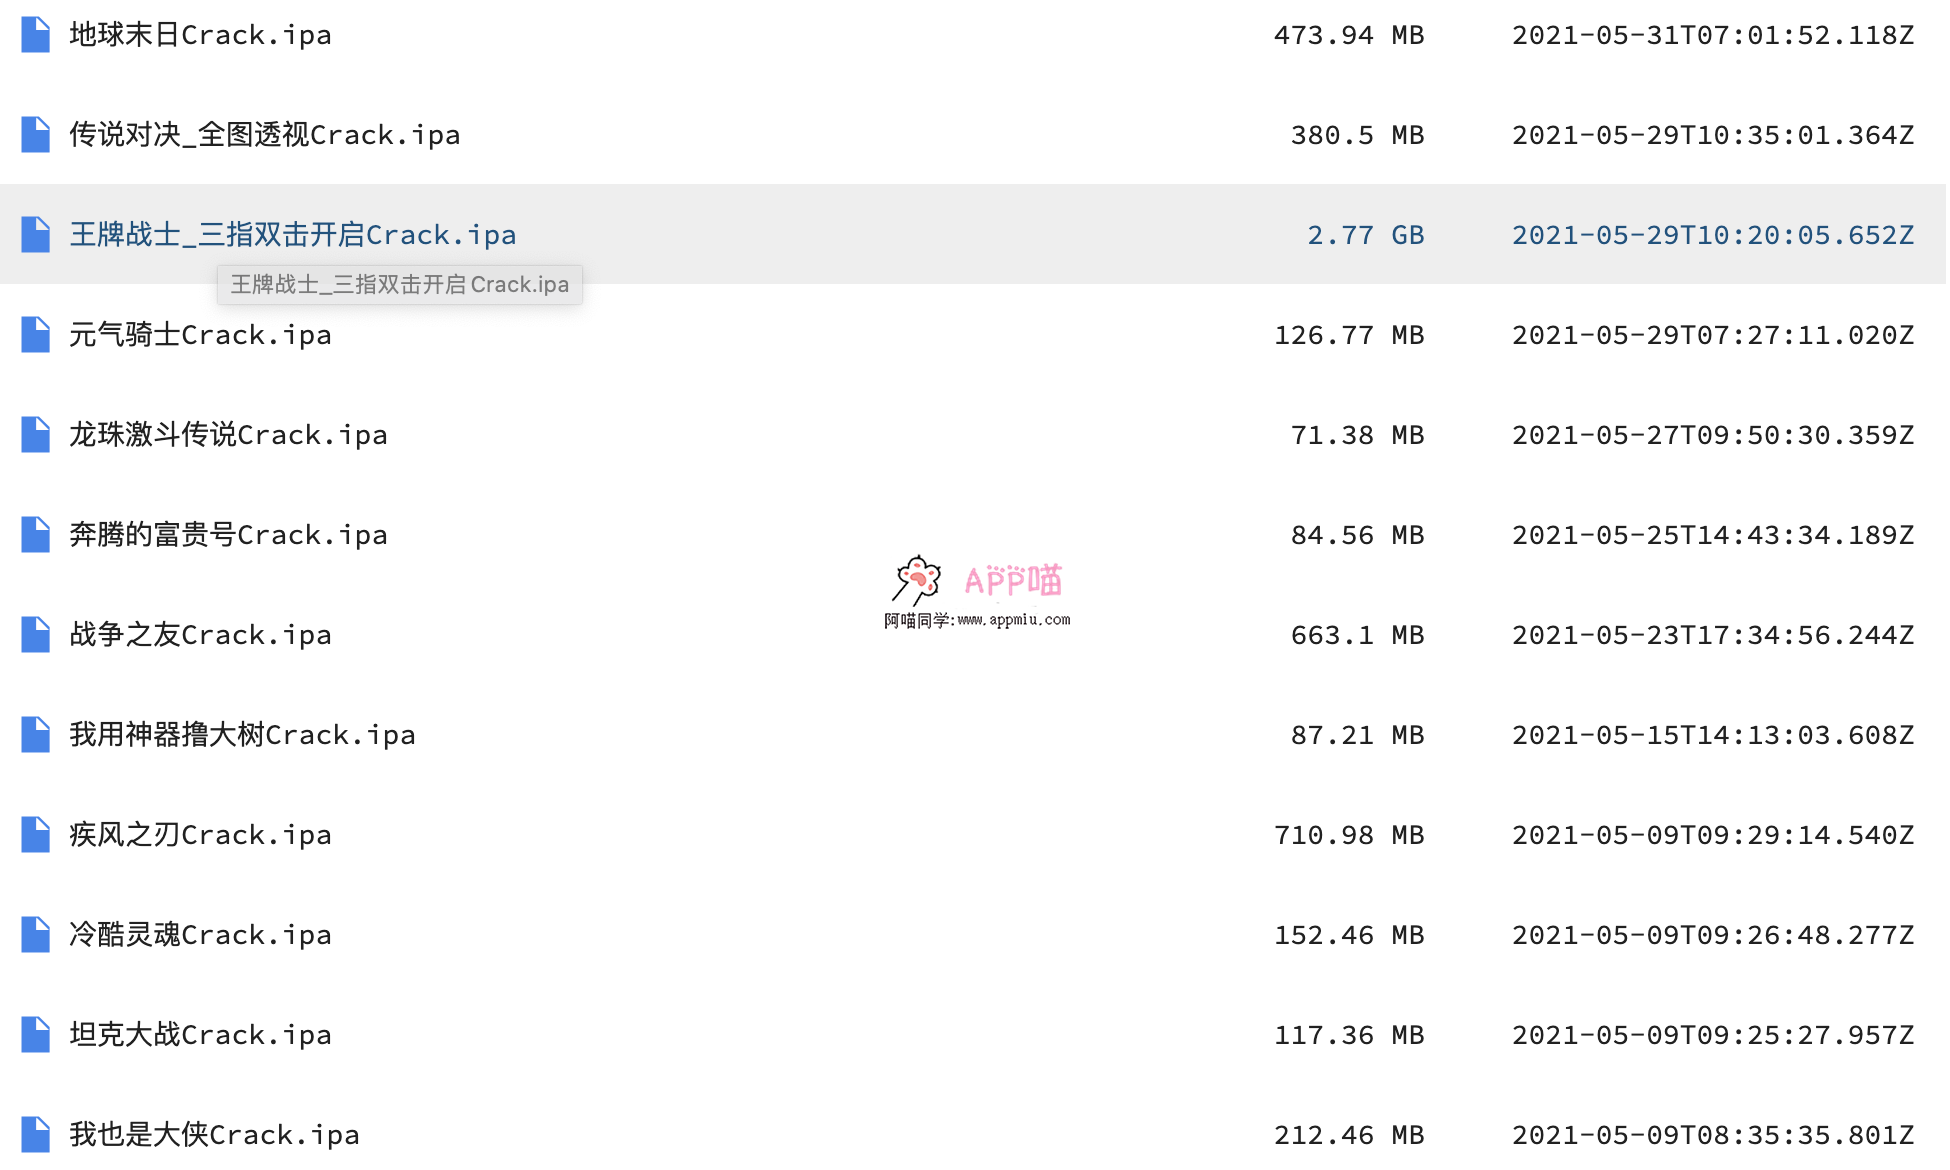 地球末日Crack.ipa 473.94 MB 2021-05-31T07:01:52.118Z
传说对决_全图透视Crack.ipa 380.5 MB 2021-05-29T10:35:01.364Z
王牌战士_三指双击开启Crack.ipa 2.77 GB 2021-05-29T10:20:05.652Z
王牌战士_三指双击开启Crack.ipa
元气骑士Crack.ipa 126.77 MB 2021-05-29T07:27:11.020Z
龙珠激斗传说Crack.ipa 71.38 MB 2021-05-27T09:50:30.359Z
奔腾的富贵号Crack.ipa 84.56 MB 2021-05-25T14:43:34.189Z
APP喵
阿喵同学:www.appmiu.com
战争之友Crack.ipa 663.1 MB 2021-05-23T17:34:56.244Z
我用神器撸大树Crack.ipa 87.21 MB 2021-05-15T14:13:03.608Z
疾风之刃Crack.ipa 710.98 MB 2021-05-09T09:29:14.540Z
冷酷灵魂Crack.ipa 152.46 MB 2021-05-09T09:26:48.277Z
坦克大战Crack.ipa 117.36 MB 2021-05-09T09:25:27.957Z
我也是大侠Crack.ipa 212.46 MB 2021-05-09T08:35:35.801Z